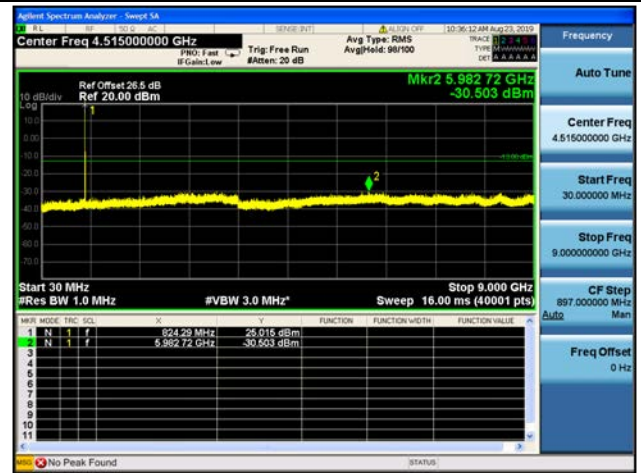 Agilent Spectrum Analyzer - Swept SA
RL RF 50 Ω AC SENSE:INT ALIGN OFF 10:36:12 AM Aug 23, 2019
Center Freq 4.515000000 GHz
PNO: Fast
IFGain:Low
Trig: Free Run
#Atten: 20 dB
Avg Type: RMS
Avg|Hold: 98/100
TRACE 1 2 3 4 5 6
TYPE
DET A A A A A A
Ref Offset 26.5 dB
Ref 20.00 dBm
Mkr2 5.982 72 GHz
-30.503 dBm
10 dB/div
Log
1
10.0
0.00
-10.0
-13.00 dBm
2
-20.0
-30.0
-40.0
-50.0
-60.0
-70.0
Start 30 MHz
Stop 9.000 GHz
#Res BW 1.0 MHz
#VBW 3.0 MHz*
Sweep 16.00 ms (40001 pts)
MKR MODE TRC SCL X Y FUNCTION FUNCTION WIDTH FUNCTION VALUE
1 N 1 f 824.29 MHz 25.015 dBm
2 N 1 f 5.982 72 GHz -30.503 dBm
3
4
5
6
7
8
9
10
11
MSG No Peak Found STATUS
Frequency
Auto Tune
Center Freq
4.515000000 GHz
Start Freq
30.000000 MHz
Stop Freq
9.000000000 GHz
CF Step
897.000000 MHz
Auto Man
Freq Offset
0 Hz